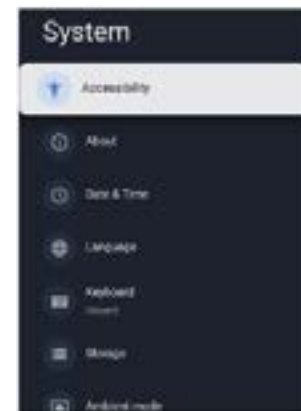 System
Accessibility
About
Date & Time
Language
Keyboard
Storage
Ambient mode